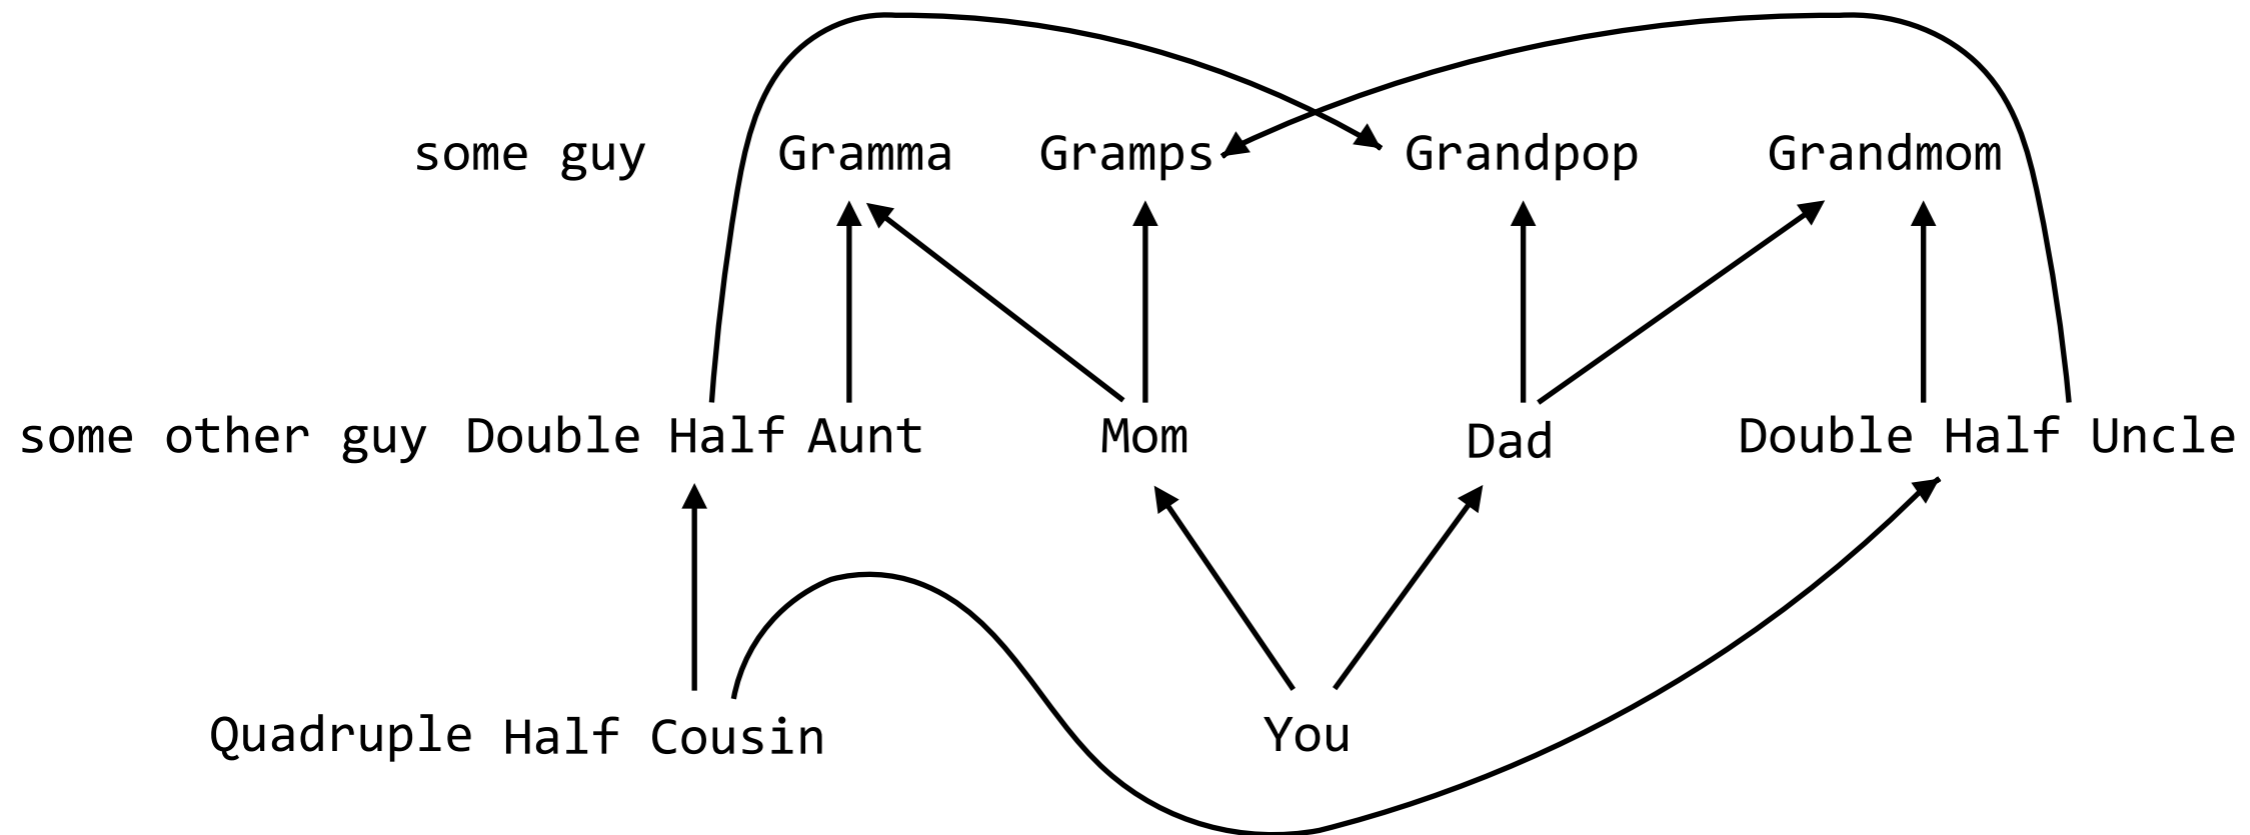 some guy Gramma Gramps Grandpop Grandmom
some other guy Double Half Aunt Mom Dad Double Half Uncle
Quadruple Half Cousin You